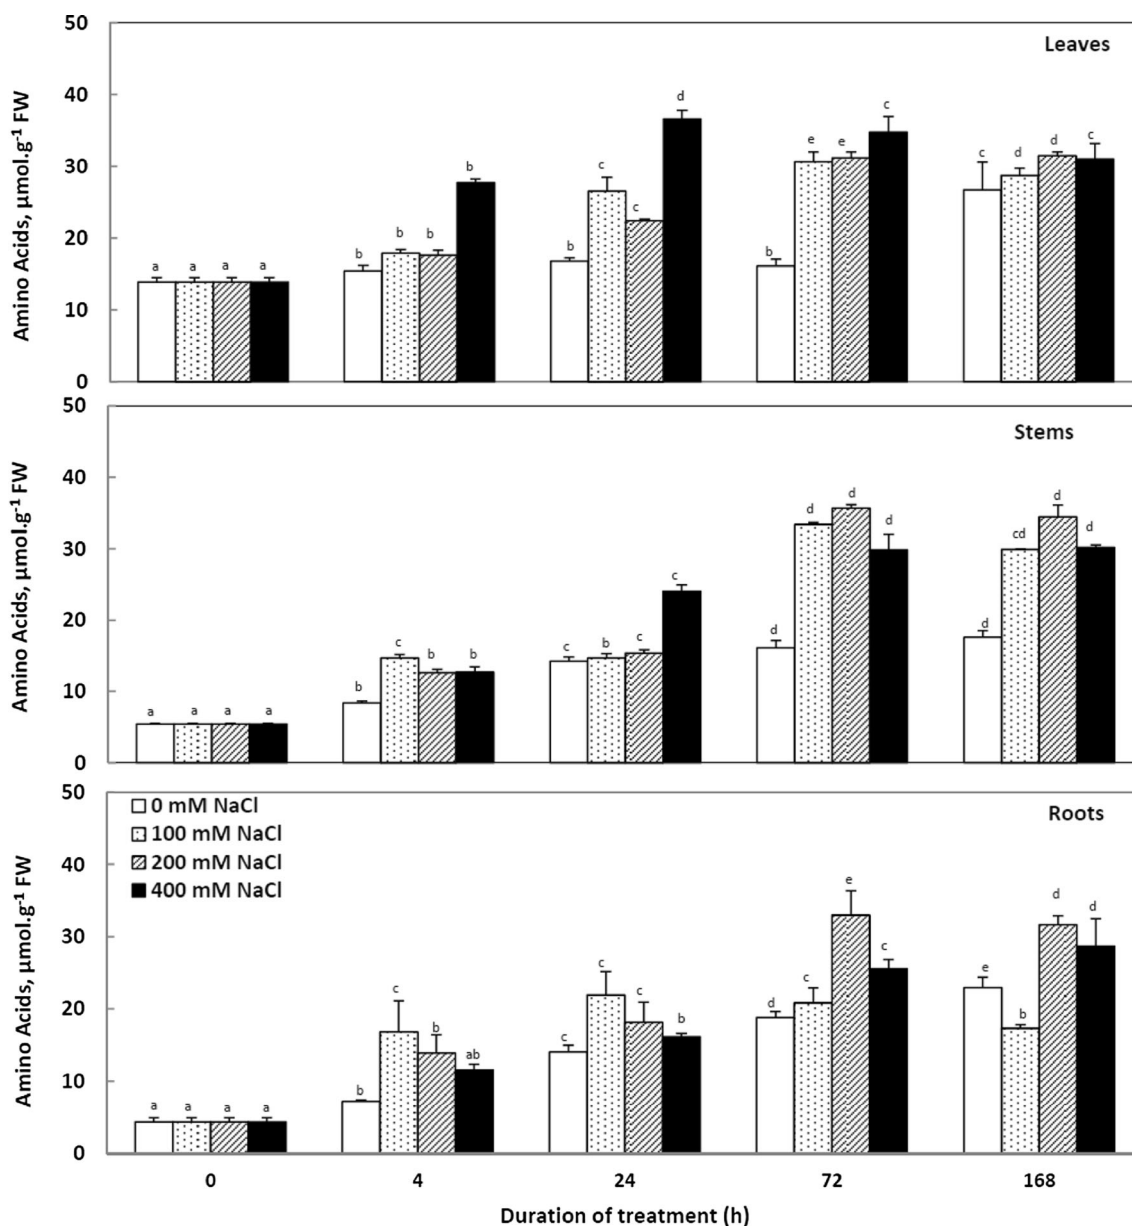 Leaves
Amino Acids, µmol.g⁻¹ FW
50
40
30
20
10
0
a a a a
b b b b
b c c d
b e e c
c d d c
Stems
Amino Acids, µmol.g⁻¹ FW
50
40
30
20
10
0
a a a a
b c b b
c b c c
d d d d
d cd d d
Roots
Amino Acids, µmol.g⁻¹ FW
50
40
30
20
10
0
0 mM NaCl
100 mM NaCl
200 mM NaCl
400 mM NaCl
a a a a
b c b ab
c c c b
d c e c
e b d d
0 4 24 72 168
Duration of treatment (h)